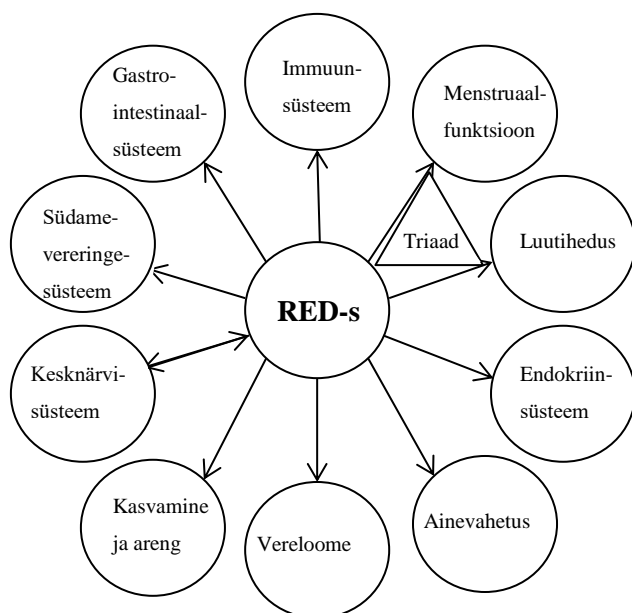 Immuun-
süsteem
Gastro-
intestinaal-
süsteem
Menstruaal-
funktsioon
Südame-
vereringe-
süsteem
Triaad
Luutihedus
RED-s
Kesknärvi-
süsteem
Endokriin-
süsteem
Kasvamine
ja areng
Vereloome
Ainevahetus